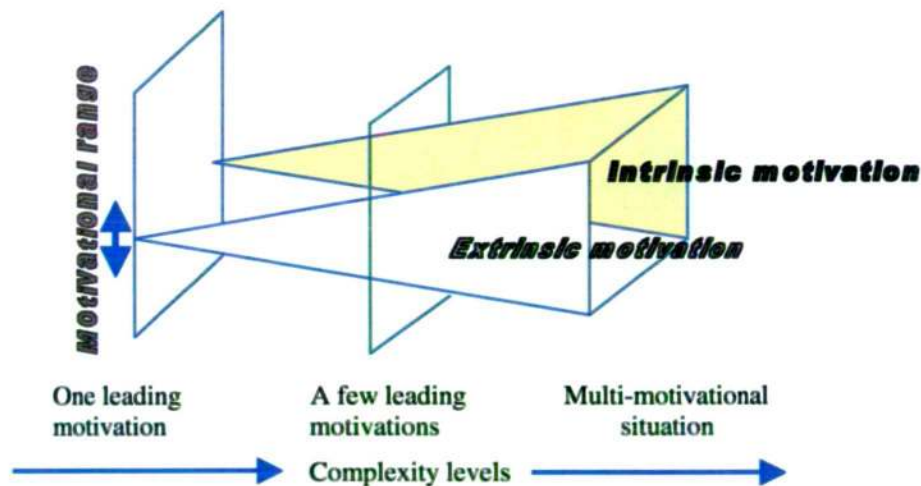 Motivational range
Intrinsic motivation
Extrinsic motivation
One leading
motivation
A few leading
motivations
Multi-motivational
situation
Complexity levels